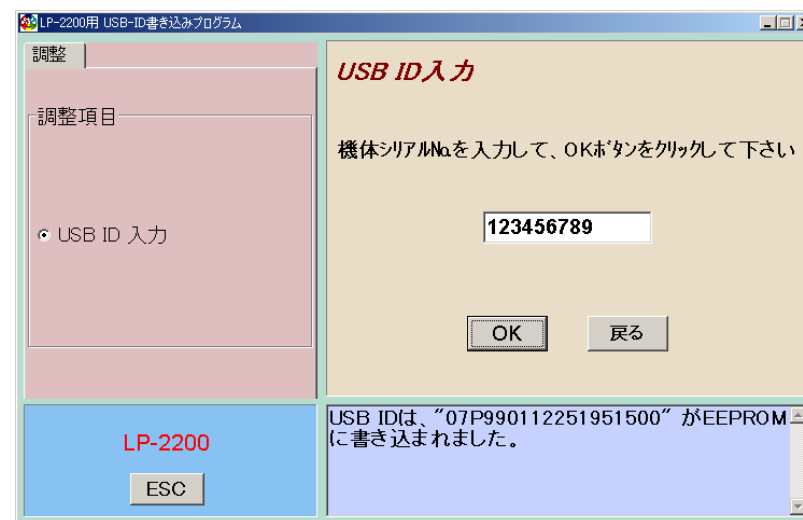 LP-2200用 USB-ID書き込みプログラム
調整
調整項目
USB ID 入力
USB ID入力
機体ｼﾘｱﾙ№を入力して、OKﾎﾞﾀﾝをｸﾘｯｸして下さい
123456789
OK
戻る
LP-2200
ESC
USB IDは、"07P990112251951500" がEEPROM
に書き込まれました。